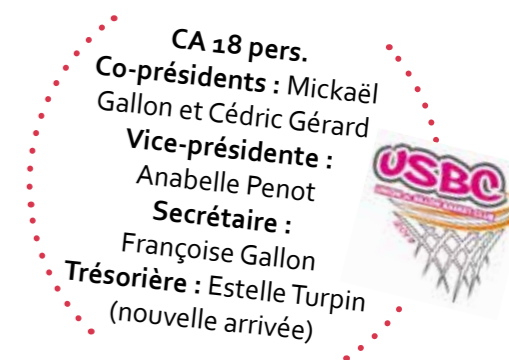 CA 18 pers.
Co-présidents : Mickaël
Gallon et Cédric Gérard
Vice-présidente :
Anabelle Penot
Secrétaire :
Françoise Gallon
Trésorière : Estelle Turpin
(nouvelle arrivée)
USBC